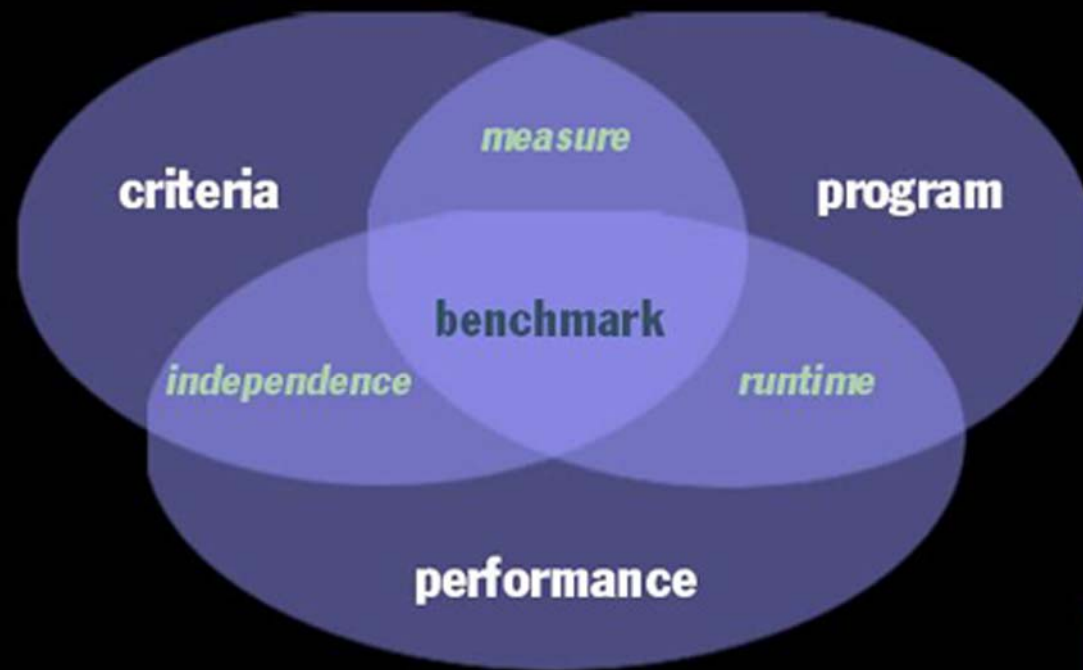 measure
criteria
program
benchmark
independence
runtime
performance